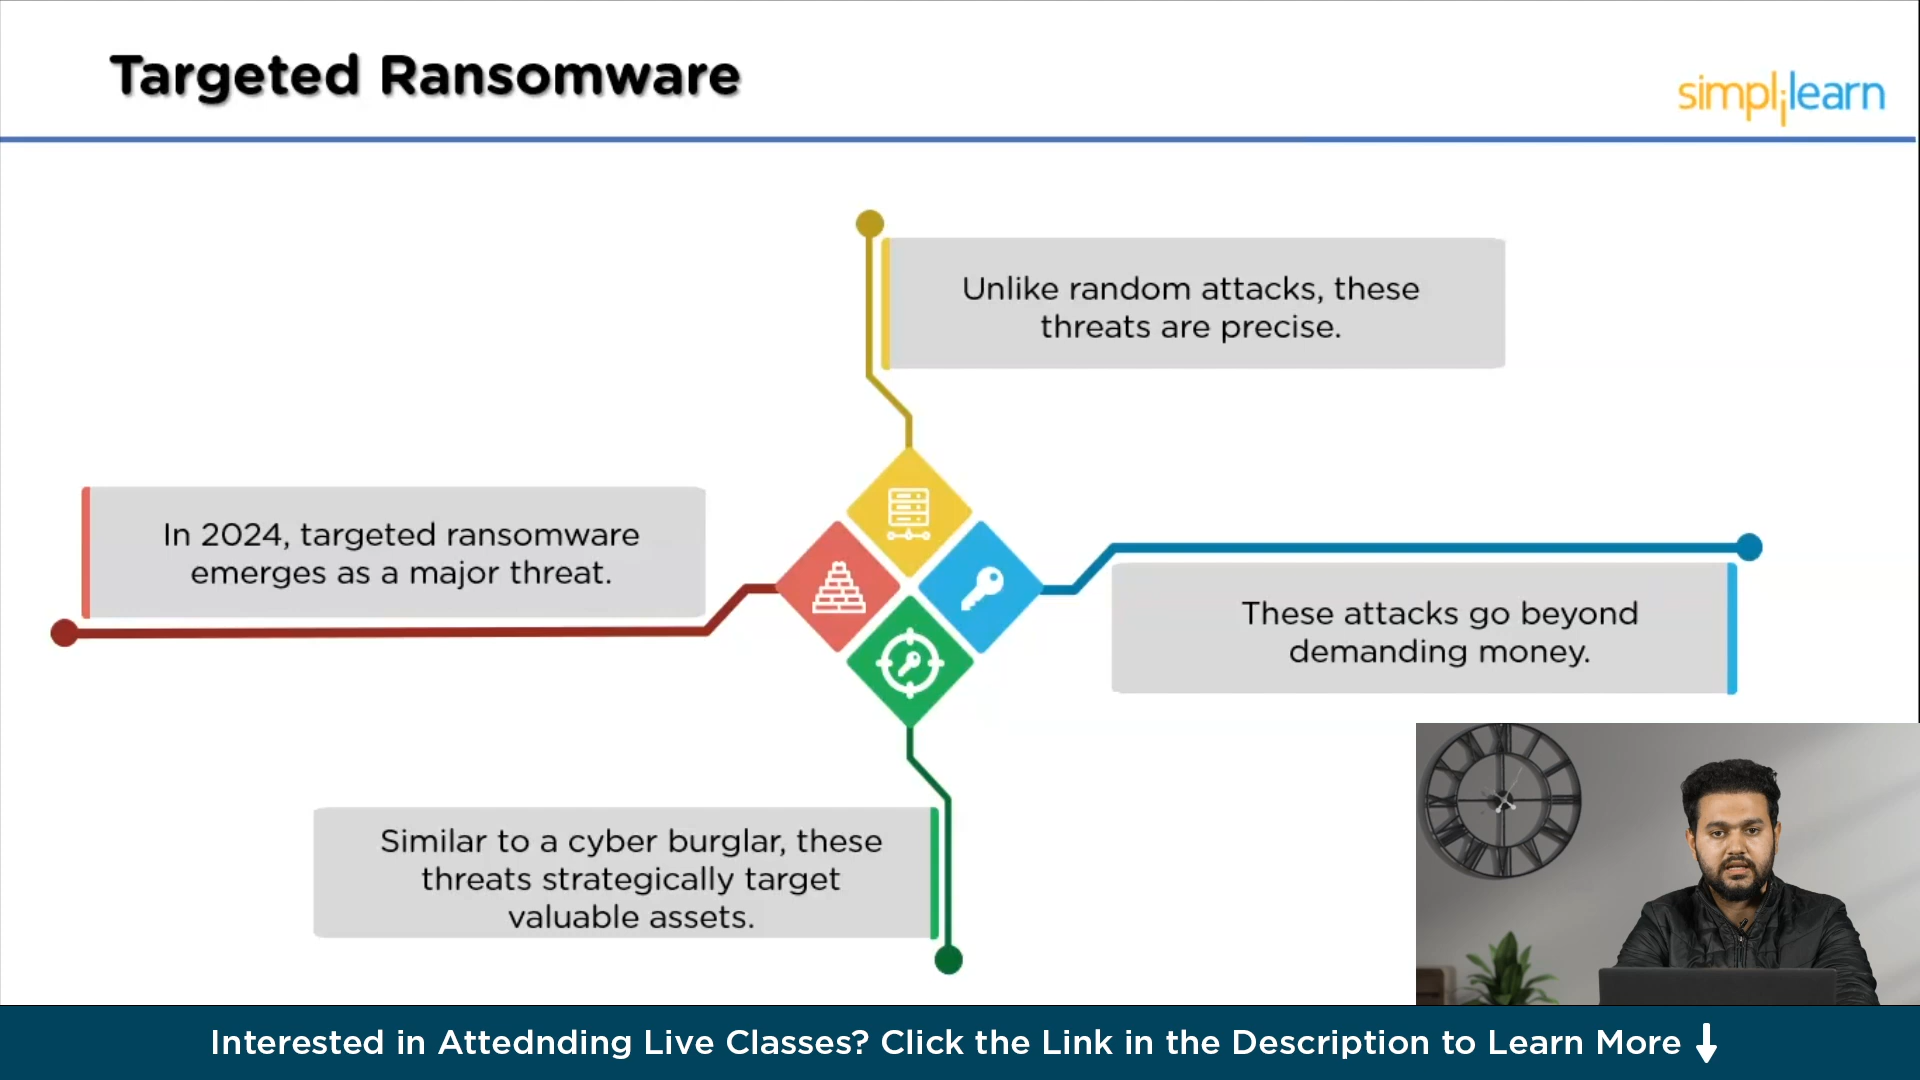 Targeted Ransomware
simplilearn
Unlike random attacks, these
threats are precise.
In 2024, targeted ransomware
emerges as a major threat.
These attacks go beyond
demanding money.
Similar to a cyber burglar, these
threats strategically target
valuable assets.
Interested in Attednding Live Classes? Click the Link in the Description to Learn More